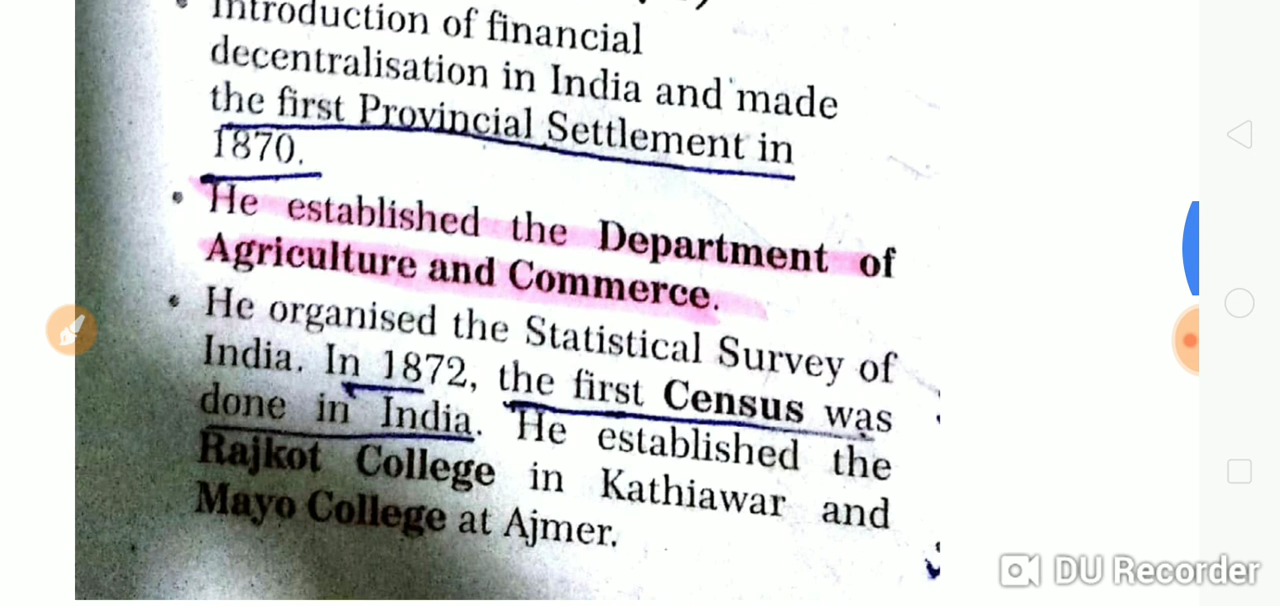 • Introduction of financial
decentralisation in India and made
the first Provincial Settlement in
1870.
• He established the Department of
Agriculture and Commerce.
• He organised the Statistical Survey of
India. In 1872, the first Census was
done in India. He established the
Rajkot College in Kathiawar and
Mayo College at Ajmer.
DU Recorder